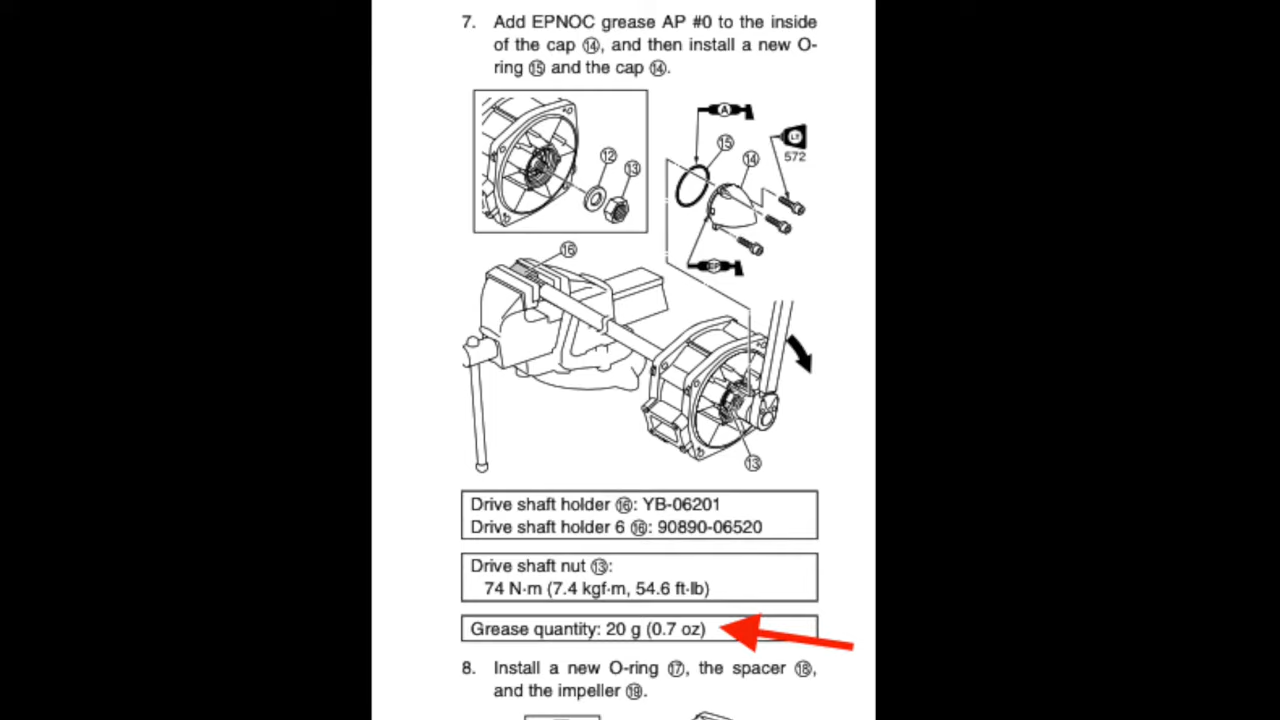 7. Add EPNOC grease AP #0 to the inside
of the cap ⑭, and then install a new O-
ring ⑮ and the cap ⑭.
A
LT
572
⑮
⑭
⑫
⑬
⑯
⑬
Drive shaft holder ⑯: YB-06201
Drive shaft holder 6 ⑯: 90890-06520
Drive shaft nut ⑬:
74 N·m (7.4 kgf·m, 54.6 ft·lb)
Grease quantity: 20 g (0.7 oz)
8. Install a new O-ring ⑰, the spacer ⑱,
and the impeller ⑲.